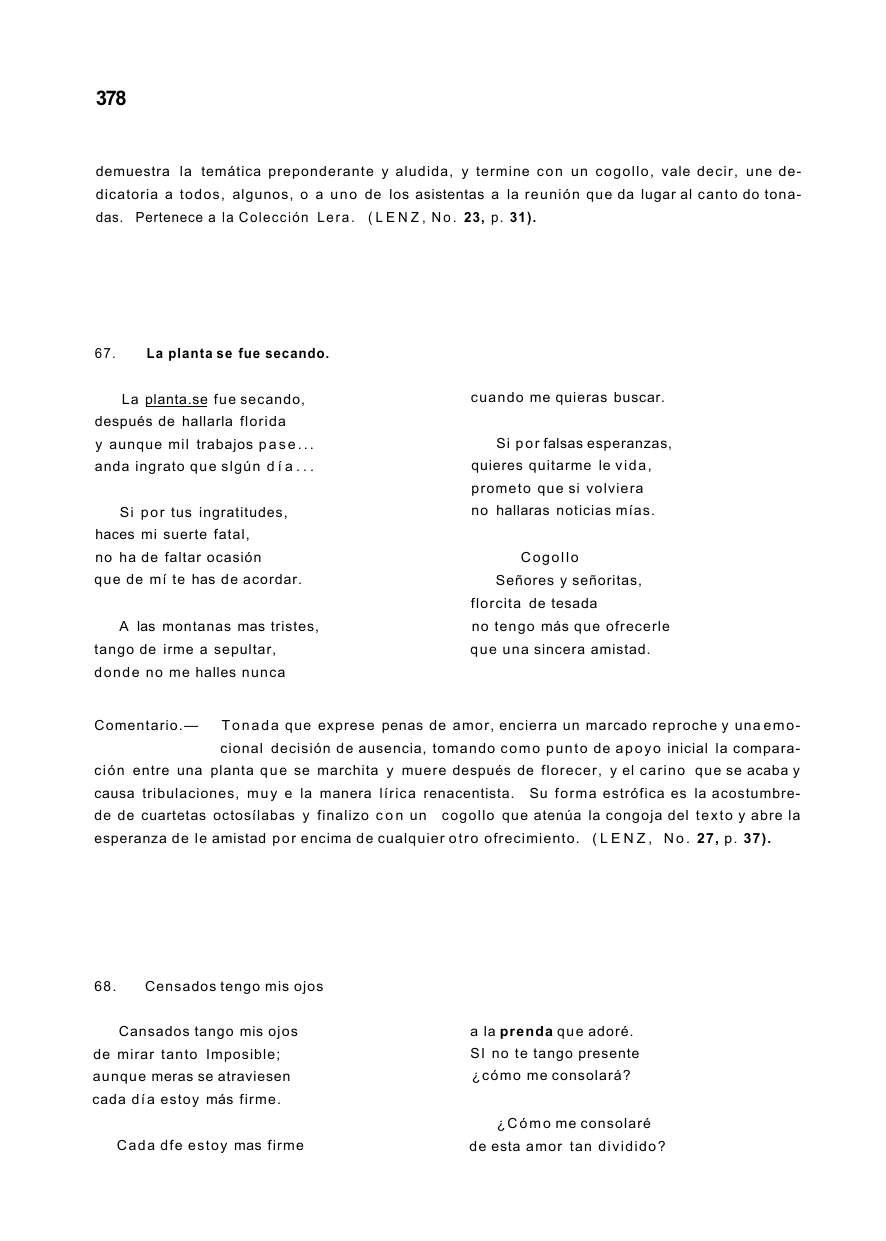 378
demuestra la temática preponderante y aludida, y termine con un cogollo, vale decir, une de-
dicatoria a todos, algunos, o a uno de los asistentas a la reunión que da lugar al canto do tona-
das. Pertenece a la Colección Lera. (LENZ, No. 23, p. 31).
67. La planta se fue secando.
La planta.se fue secando,
después de hallarla florida
y aunque mil trabajos pase...
anda ingrato que slgún día...
Si por tus ingratitudes,
haces mi suerte fatal,
no ha de faltar ocasión
que de mí te has de acordar.
A las montanas mas tristes,
tango de irme a sepultar,
donde no me halles nunca
cuando me quieras buscar.
Si por falsas esperanzas,
quieres quitarme le vida,
prometo que si volviera
no hallaras noticias mías.
Cogollo
Señores y señoritas,
florcita de tesada
no tengo más que ofrecerle
que una sincera amistad.
Comentario.— Tonada que exprese penas de amor, encierra un marcado reproche y una emo-
cional decisión de ausencia, tomando como punto de apoyo inicial la compara-
ción entre una planta que se marchita y muere después de florecer, y el carino que se acaba y
causa tribulaciones, muy e la manera lírica renacentista. Su forma estrófica es la acostumbre-
de de cuartetas octosílabas y finalizo con un cogollo que atenúa la congoja del texto y abre la
esperanza de le amistad por encima de cualquier otro ofrecimiento. (LENZ, No. 27, p. 37).
68. Censados tengo mis ojos
Cansados tango mis ojos
de mirar tanto Imposible;
aunque meras se atraviesen
cada día estoy más firme.
Cada dfe estoy mas firme
a la prenda que adoré.
SI no te tango presente
¿cómo me consolará?
¿Cómo me consolaré
de esta amor tan dividido?